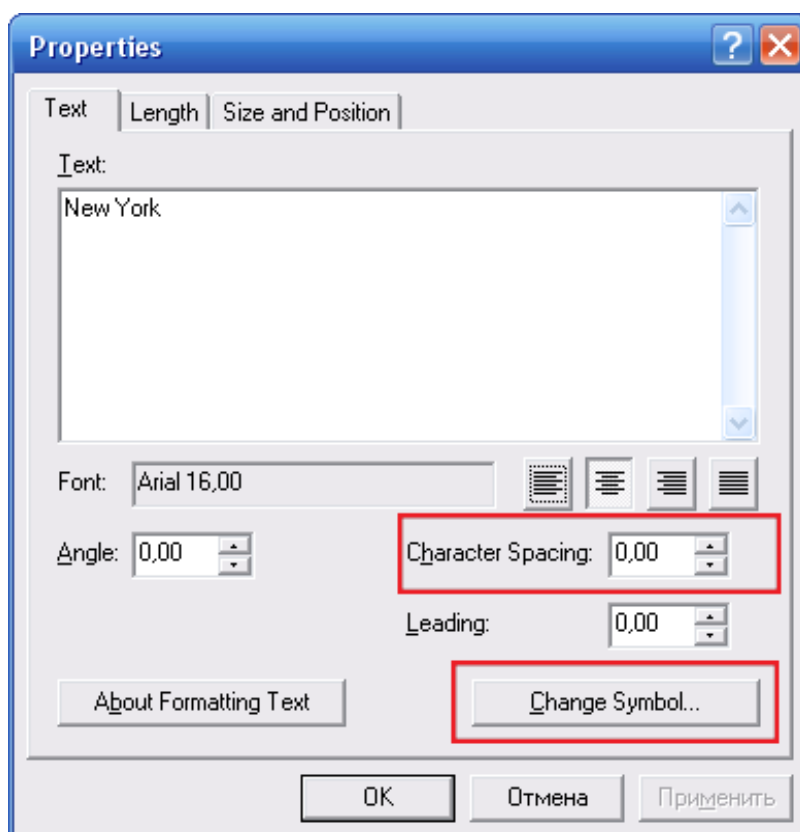 Properties
Text Length Size and Position
Text:
New York
Font: Arial 16,00
Angle: 0,00 Character Spacing: 0,00
Leading: 0,00
About Formatting Text Change Symbol...
OK Отмена Применить